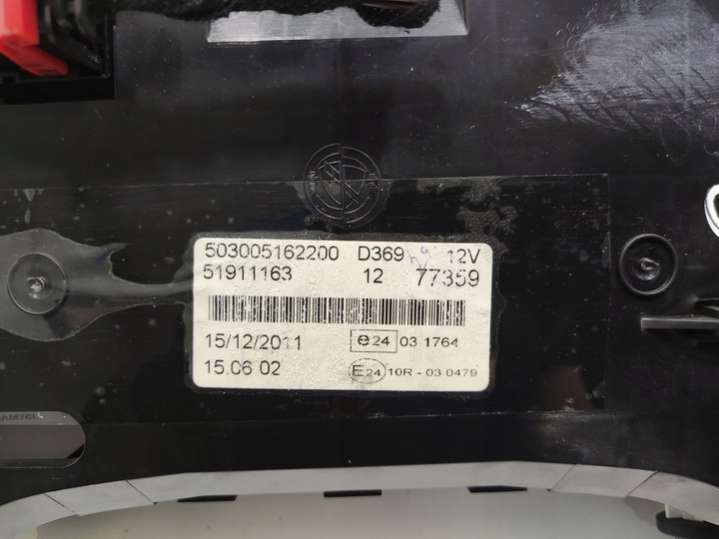 503005162200 D369 12V
51911163 12 77359
15/12/2011 e24 03 1764
15.06 02 E24 10R - 03 0479